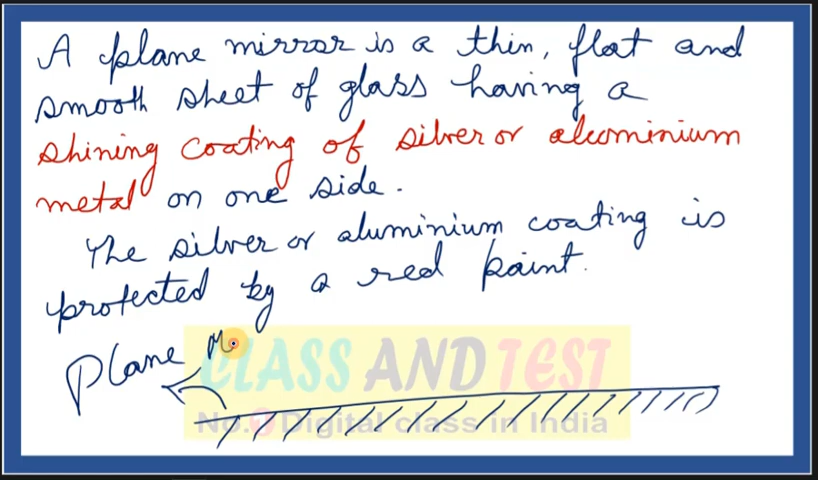 A plane mirror is a thin, flat and
smooth sheet of glass having a
shining coating of silver or aluminium
metal on one side.
The silver or aluminium coating is
protected by a red paint.
Plane M
CLASS AND TEST
No.1 Digital class in India